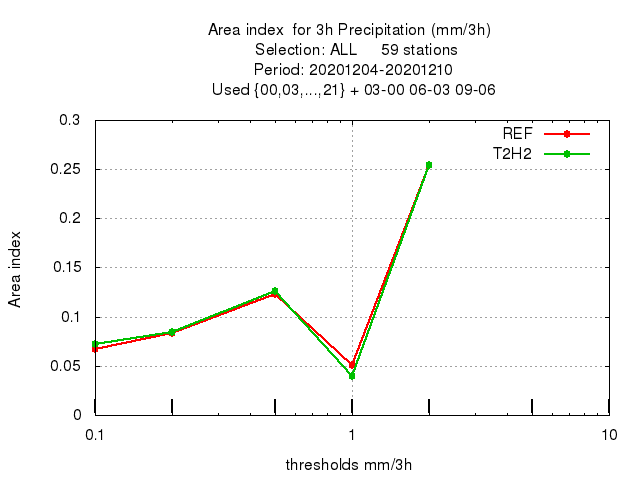 Area index for 3h Precipitation (mm/3h)
Selection: ALL 59 stations
Period: 20201204-20201210
Used {00,03,...,21} + 03-00 06-03 09-06
REF
T2H2
0.3
0.25
0.2
0.15
0.1
0.05
0
Area index
0.1 1 10
thresholds mm/3h